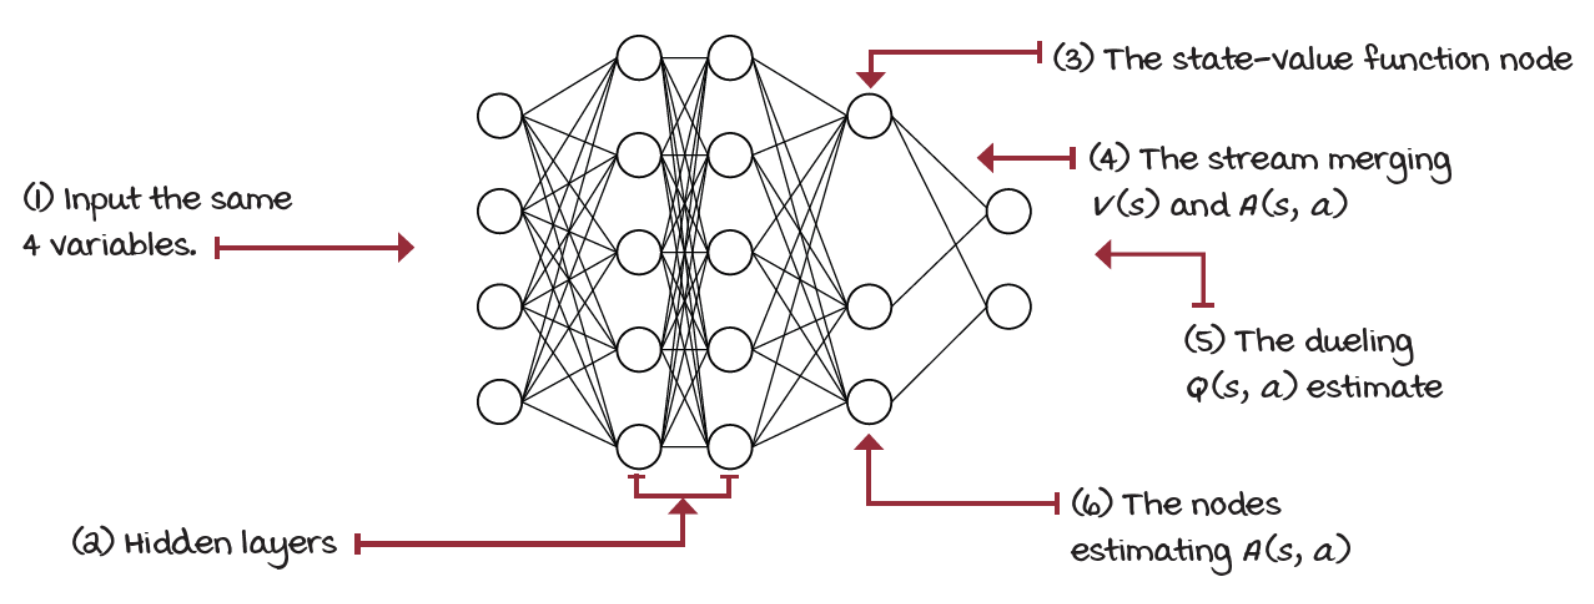 (1) Input the same
4 variables.
(2) Hidden layers
(3) The state-value function node
(4) The stream merging
V(s) and A(s, a)
(5) The dueling
Q(s, a) estimate
(6) The nodes
estimating A(s, a)